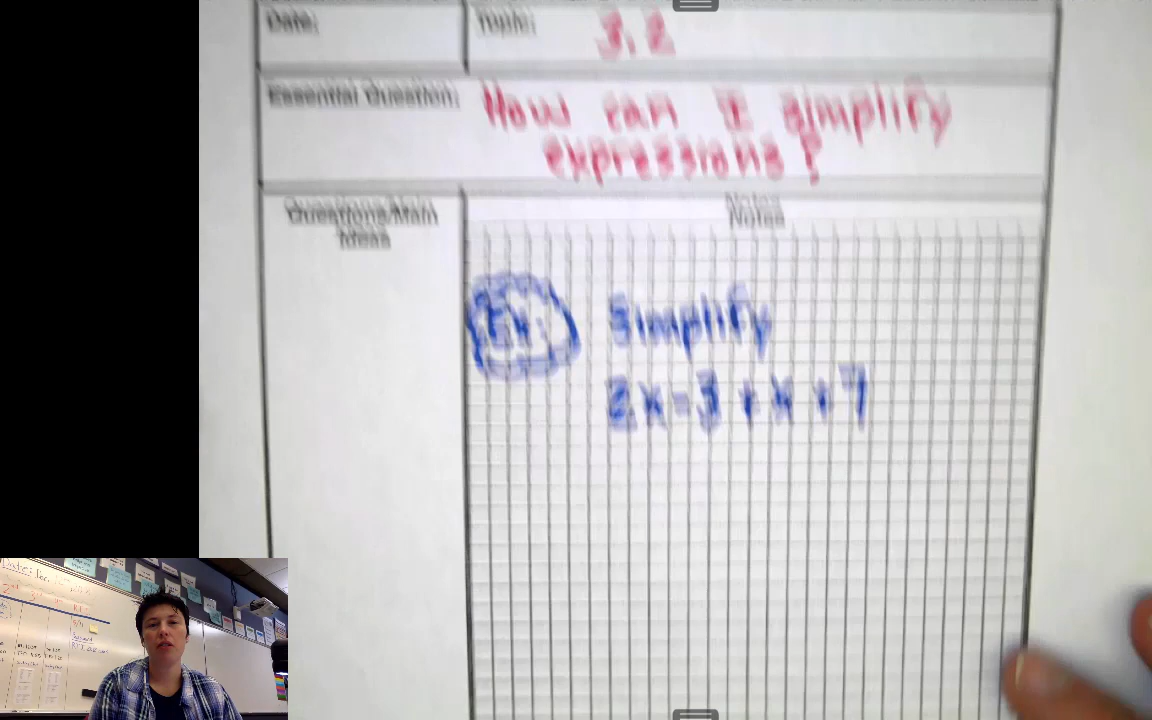 Date:
Topic: 3.2
Essential Question: How can I simplify
expressions?
Questions/Main
Ideas
Notes
Ex: Simplify
2x - 3 + x + 7